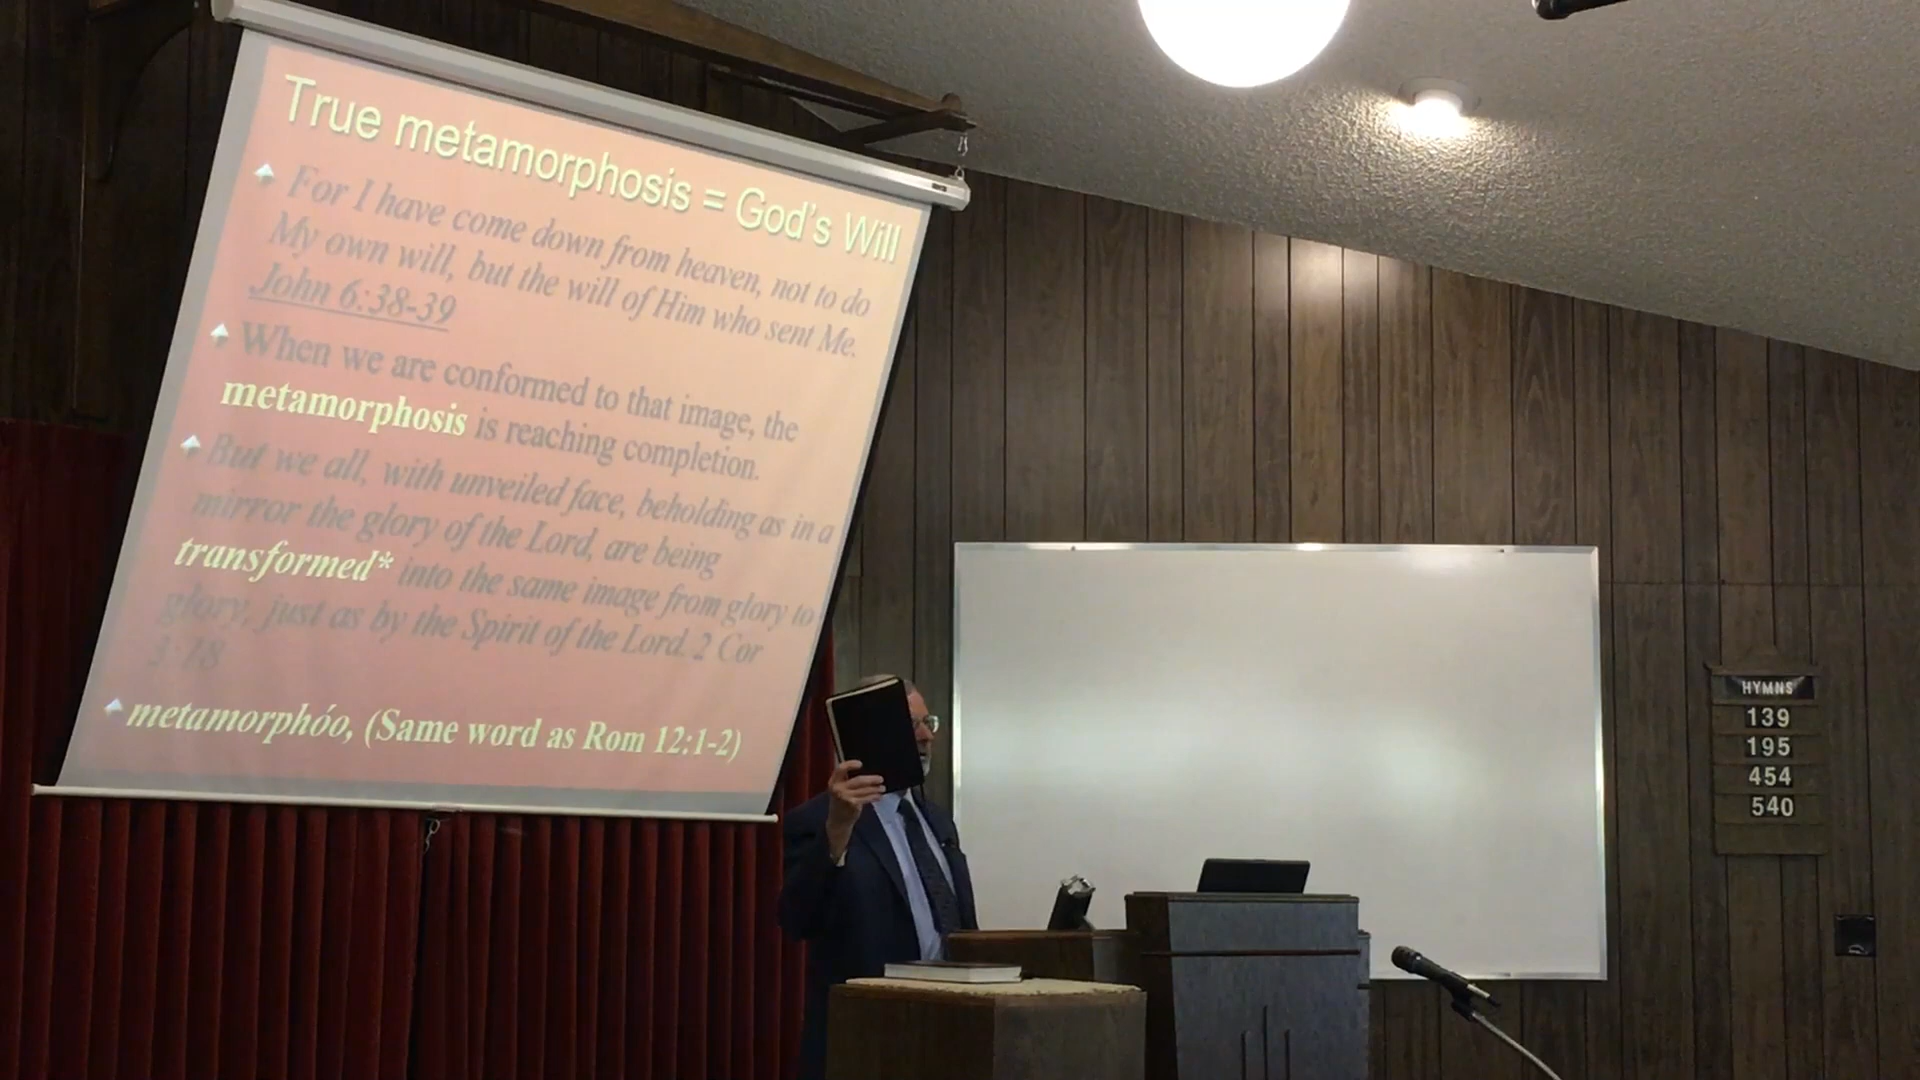 True metamorphosis = God's Will
For I have come down from heaven, not to do
My own will, but the will of Him who sent Me.
John 6:38-39
When we are conformed to that image, the
metamorphosis is reaching completion.
But we all, with unveiled face, beholding as in a
mirror the glory of the Lord, are being
transformed* into the same image from glory to
glory, just as by the Spirit of the Lord. 2 Cor
3:18
metamorphóo, (Same word as Rom 12:1-2)
HYMNS
139
195
454
540